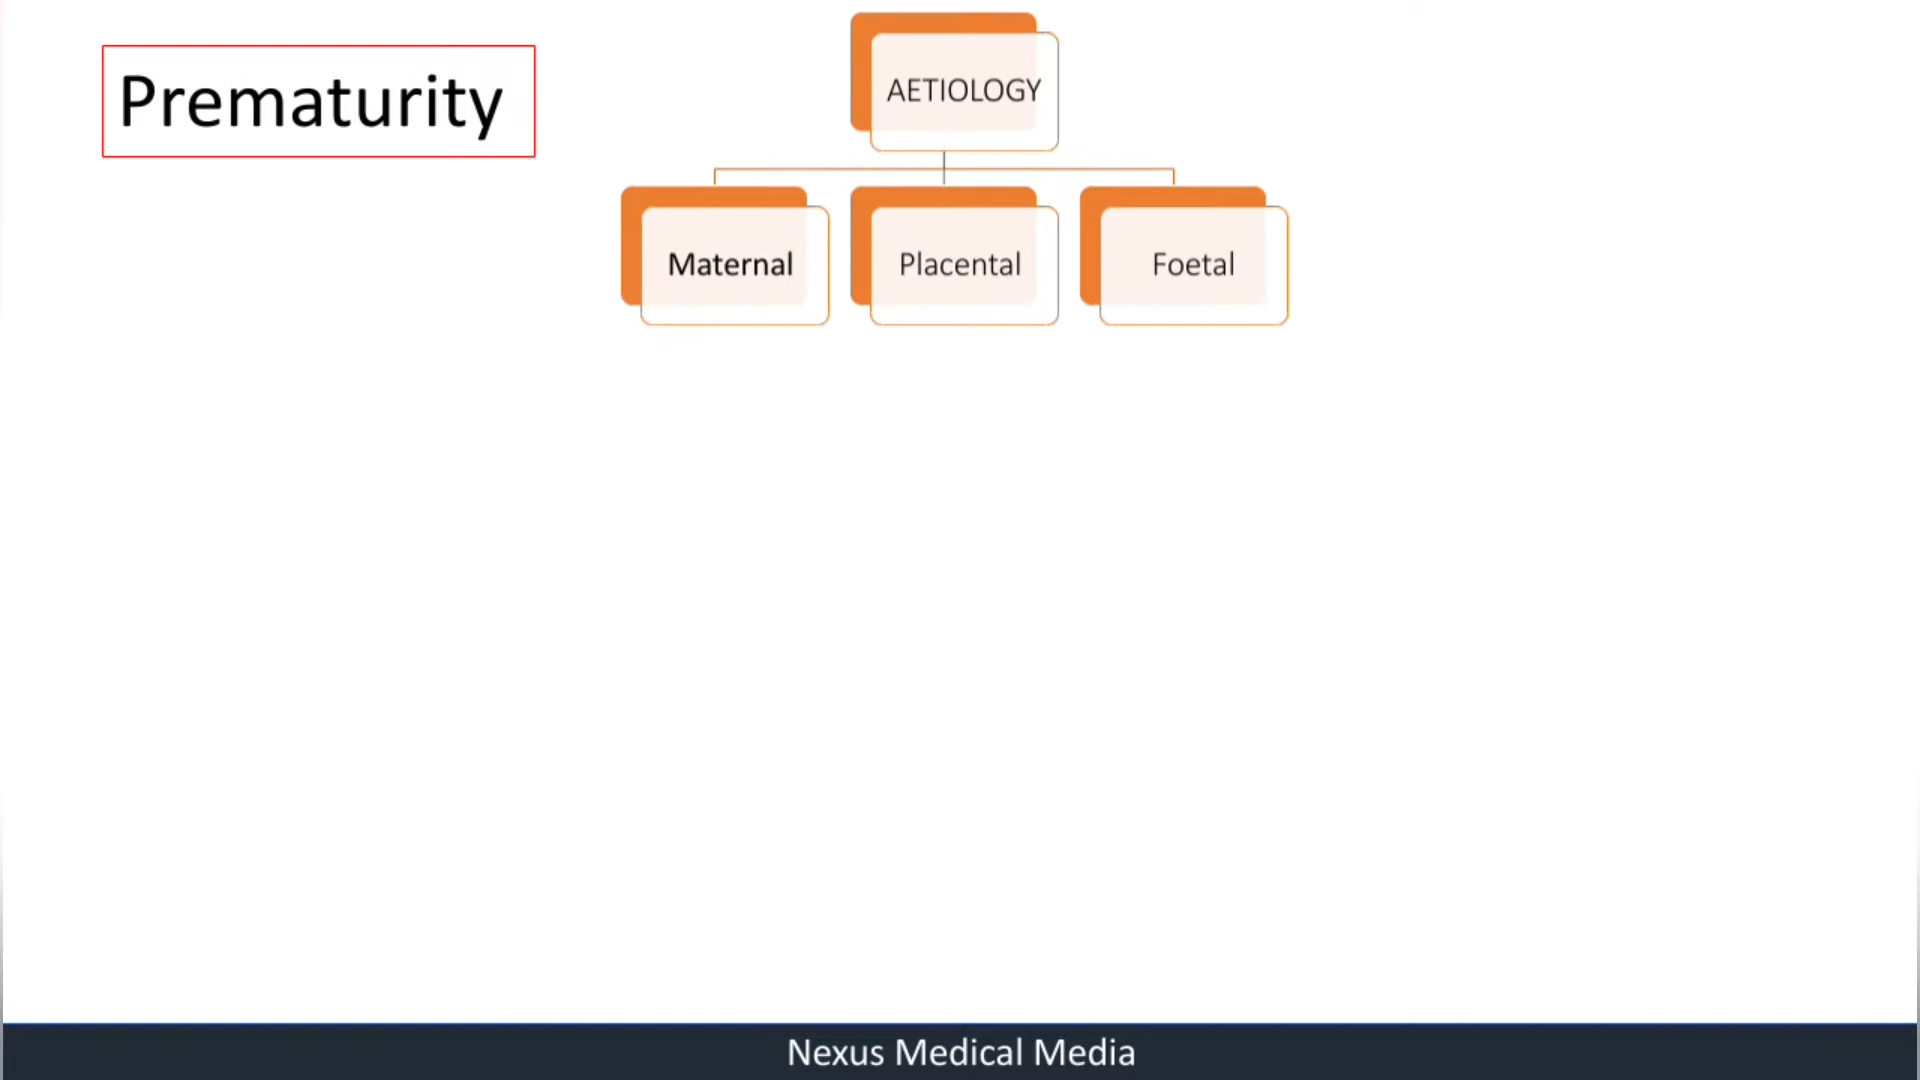 Prematurity
AETIOLOGY
Maternal
Placental
Foetal
Nexus Medical Media